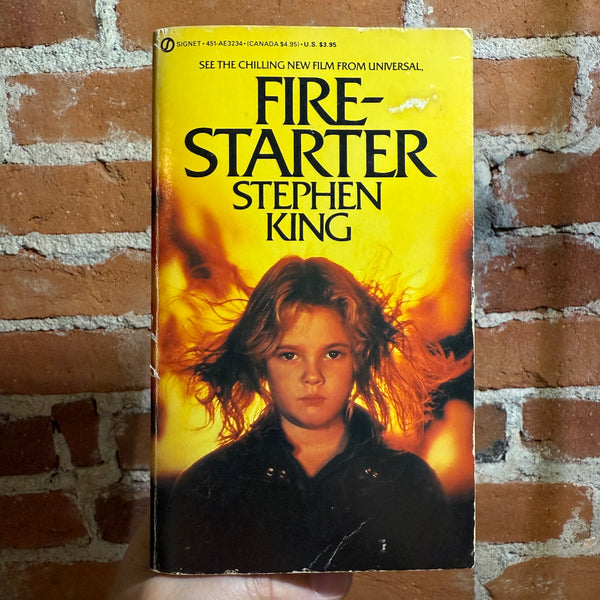 SIGNET • 451-AE3234 • (CANADA $4.95) • U.S. $3.95
SEE THE CHILLING NEW FILM FROM UNIVERSAL,
FIRE-
STARTER
STEPHEN
KING